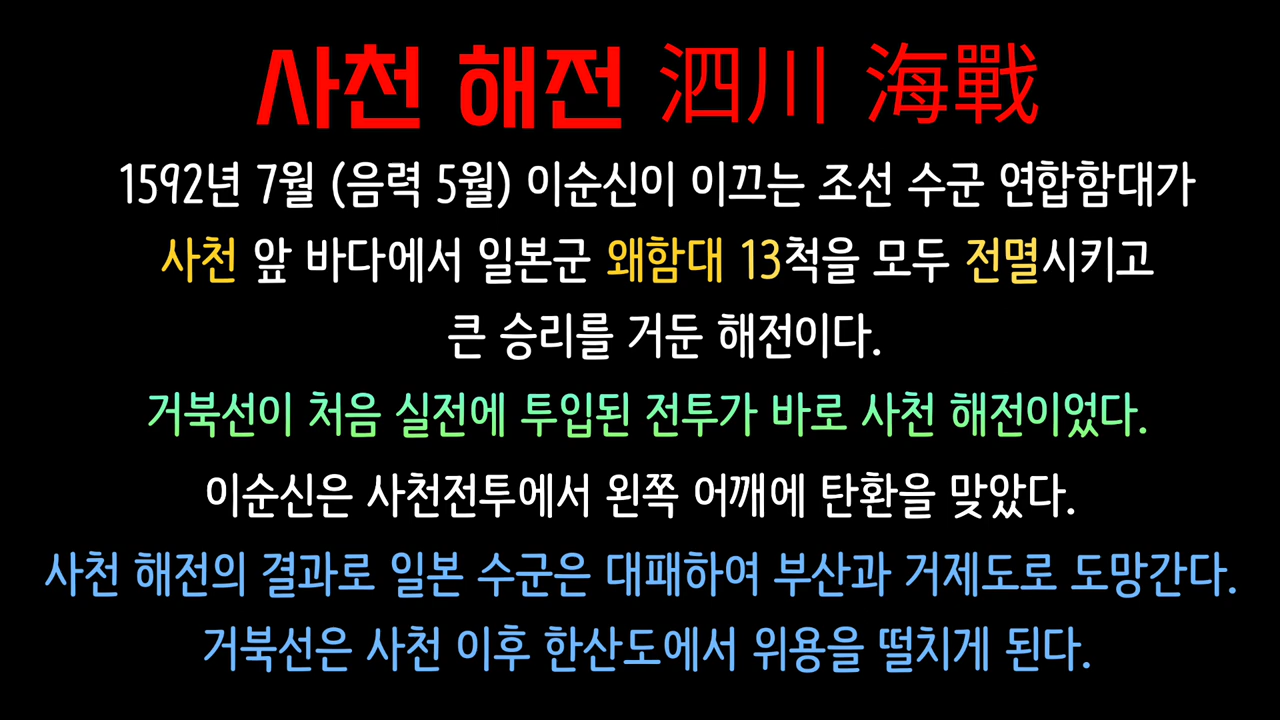 사천 해전 泗川 海戰
1592년 7월 (음력 5월) 이순신이 이끄는 조선 수군 연합함대가
사천 앞 바다에서 일본군 왜함대 13척을 모두 전멸시키고
큰 승리를 거둔 해전이다.
거북선이 처음 실전에 투입된 전투가 바로 사천 해전이었다.
이순신은 사천전투에서 왼쪽 어깨에 탄환을 맞았다.
사천 해전의 결과로 일본 수군은 대패하여 부산과 거제도로 도망간다.
거북선은 사천 이후 한산도에서 위용을 떨치게 된다.